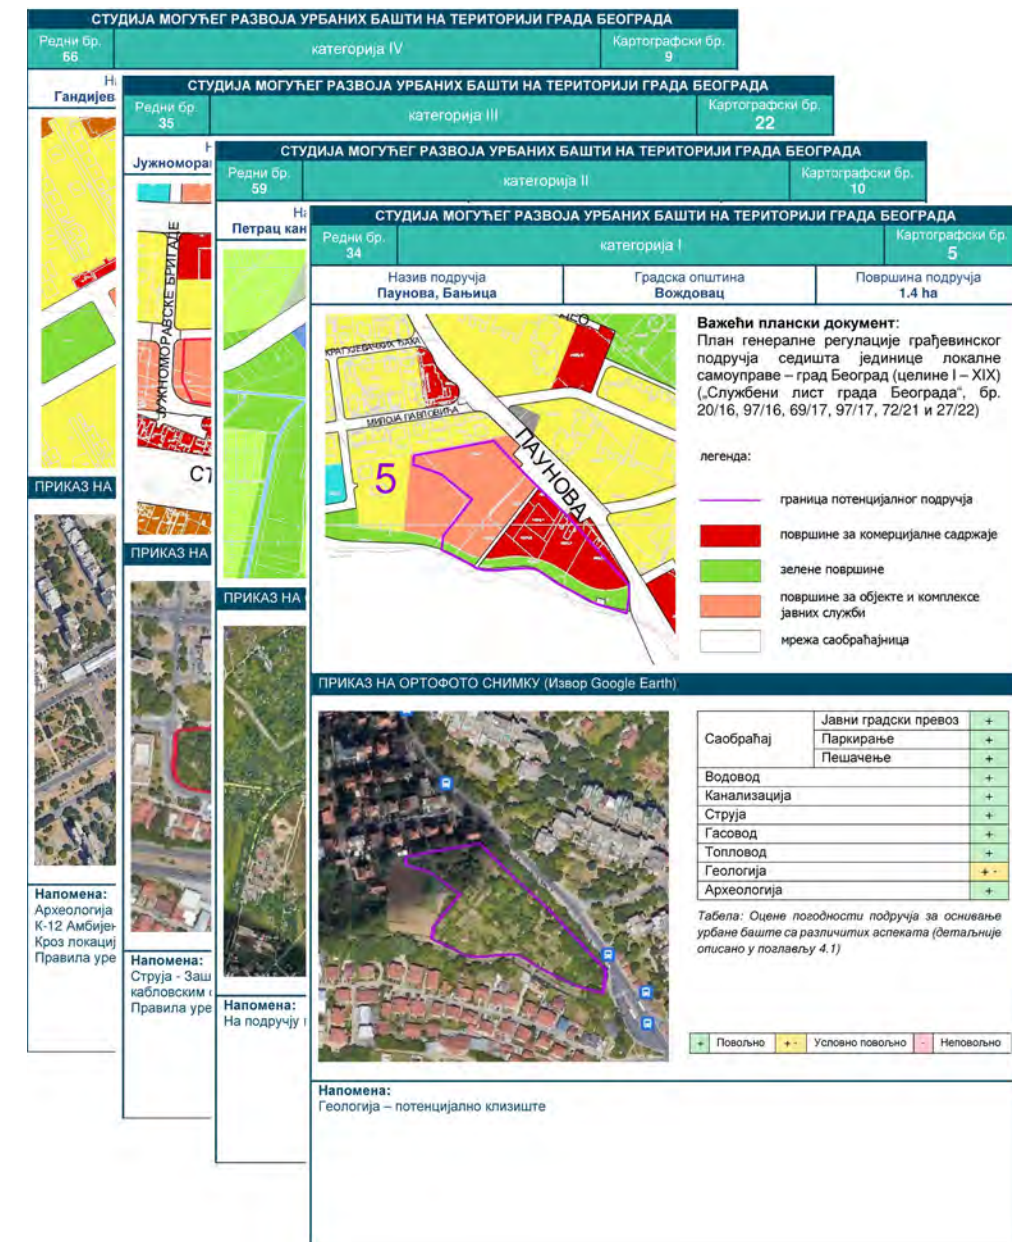 СТУДИЈА МОГУЋЕГ РАЗВОЈА УРБАНИХ БАШТИ НА ТЕРИТОРИЈИ ГРАДА БЕОГРАДА
Редни бр.
66
категорија IV
Картографски бр.
9
Гандијев
СТУДИЈА МОГУЋЕГ РАЗВОЈА УРБАНИХ БАШТИ НА ТЕРИТОРИЈИ ГРАДА БЕОГРАДА
Редни бр.
35
категорија III
Картографски бр.
22
Јужномора
ЈУЖНОМОРАВСКЕ БРИГАДЕ
СТУДИЈА МОГУЋЕГ РАЗВОЈА УРБАНИХ БАШТИ НА ТЕРИТОРИЈИ ГРАДА БЕОГРАДА
Редни бр.
59
категорија II
Картографски бр.
10
На
Петрац кан
ПРИКАЗ НА
Напомена:
Археологија
К-12 Амбијен
Кроз локациј
Правила уре
ПРИКАЗ НА
Напомена:
Струја - Заш
кабловским
Правила уре
ПРИКАЗ НА
Напомена:
На подручју
СТУДИЈА МОГУЋЕГ РАЗВОЈА УРБАНИХ БАШТИ НА ТЕРИТОРИЈИ ГРАДА БЕОГРАДА
Редни бр.
34
категорија I
Картографски бр.
5
Назив подручја
Паунова, Бањица
Градска општина
Вождовац
Површина подручја
1.4 ha
КРАГУЈЕВАЧКИХ ЂАКА
МИЛОЈА ПАВЛОВИЋА
ПАУНОВА
5
Важећи плански документ:
План генералне регулације грађевинског
подручја седишта јединице локалне
самоуправе – град Београд (целине I – XIX)
(„Службени лист града Београда“, бр.
20/16, 97/16, 69/17, 97/17, 72/21 и 27/22)
легенда:
граница потенцијалног подручја
површине за комерцијалне садржаје
зелене површине
површине за објекте и комплексе
јавних служби
мрежа саобраћајница
ПРИКАЗ НА ОРТОФОТО СНИМКУ (Извор Google Earth)
Саобраћај
Јавни градски превоз +
Паркирање +
Пешачење +
Водовод +
Канализација +
Струја +
Гасовод +
Топловод +
Геологија + -
Археологија +
Табела: Оцене погодности подручја за оснивање
урбане баште са различитих аспеката (детаљније
описано у поглављу 4.1)
+ Повољно + - Условно повољно - Неповољно
Напомена:
Геологија – потенцијално клизиште